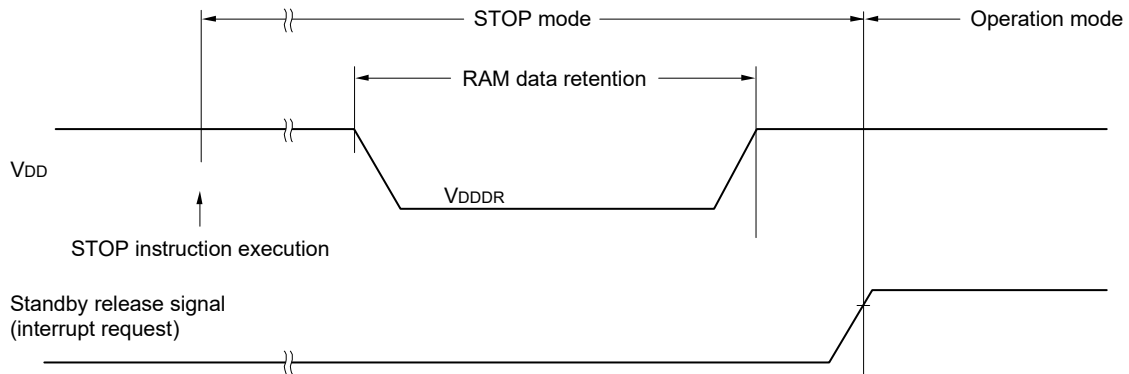 STOP mode
Operation mode
RAM data retention
VDD
VDDDR
STOP instruction execution
Standby release signal
(interrupt request)